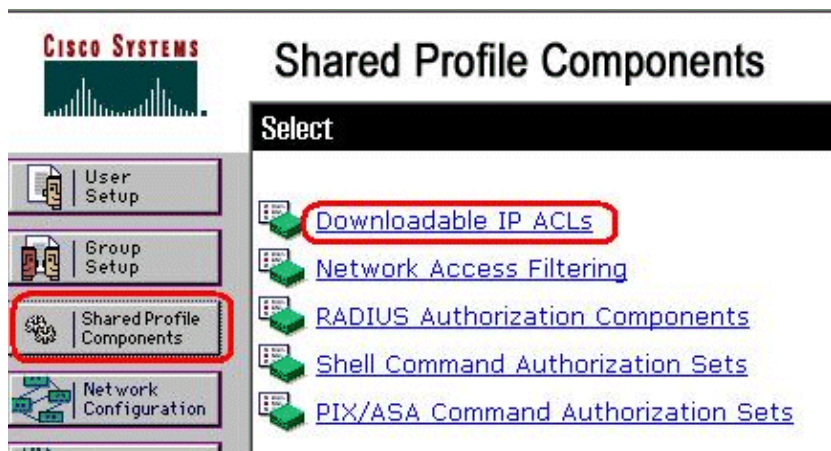 CISCO SYSTEMS
Shared Profile Components
Select
User
Setup
Group
Setup
Shared Profile
Components
Network
Configuration
Downloadable IP ACLs
Network Access Filtering
RADIUS Authorization Components
Shell Command Authorization Sets
PIX/ASA Command Authorization Sets